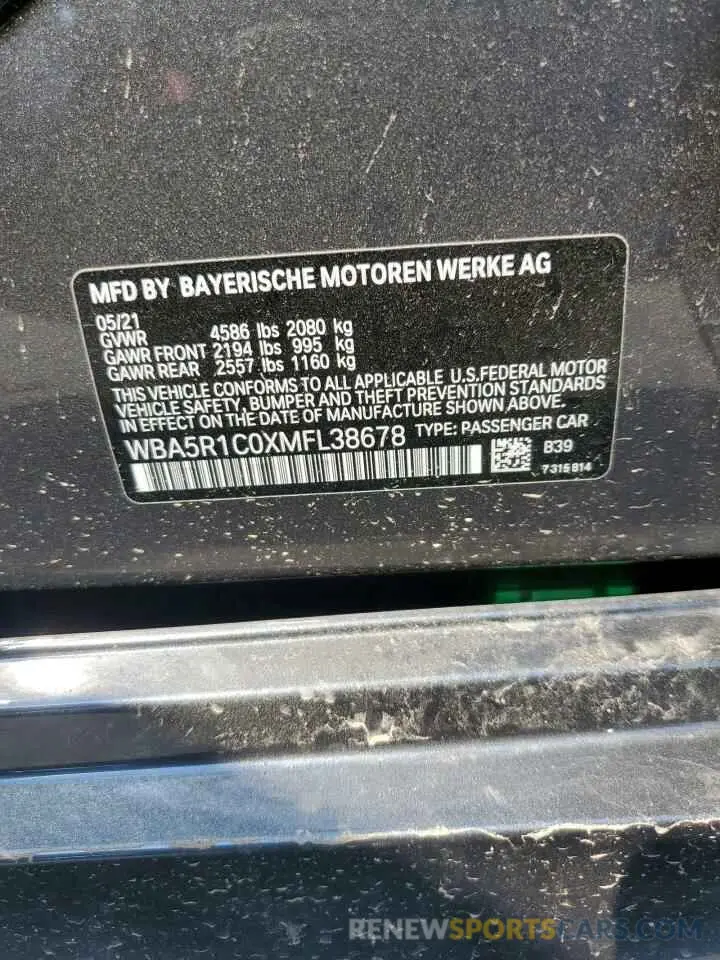 MFD BY BAYERISCHE MOTOREN WERKE AG
05/21
GVWR 4586 lbs 2080 kg
GAWR FRONT 2194 lbs 995 kg
GAWR REAR 2557 lbs 1160 kg
THIS VEHICLE CONFORMS TO ALL APPLICABLE U.S.FEDERAL MOTOR
VEHICLE SAFETY, BUMPER AND THEFT PREVENTION STANDARDS
IN EFFECT ON THE DATE OF MANUFACTURE SHOWN ABOVE.
WBA5R1C0XMFL38678 TYPE: PASSENGER CAR
B39
7315814
RENEWSPORTSCARS.COM